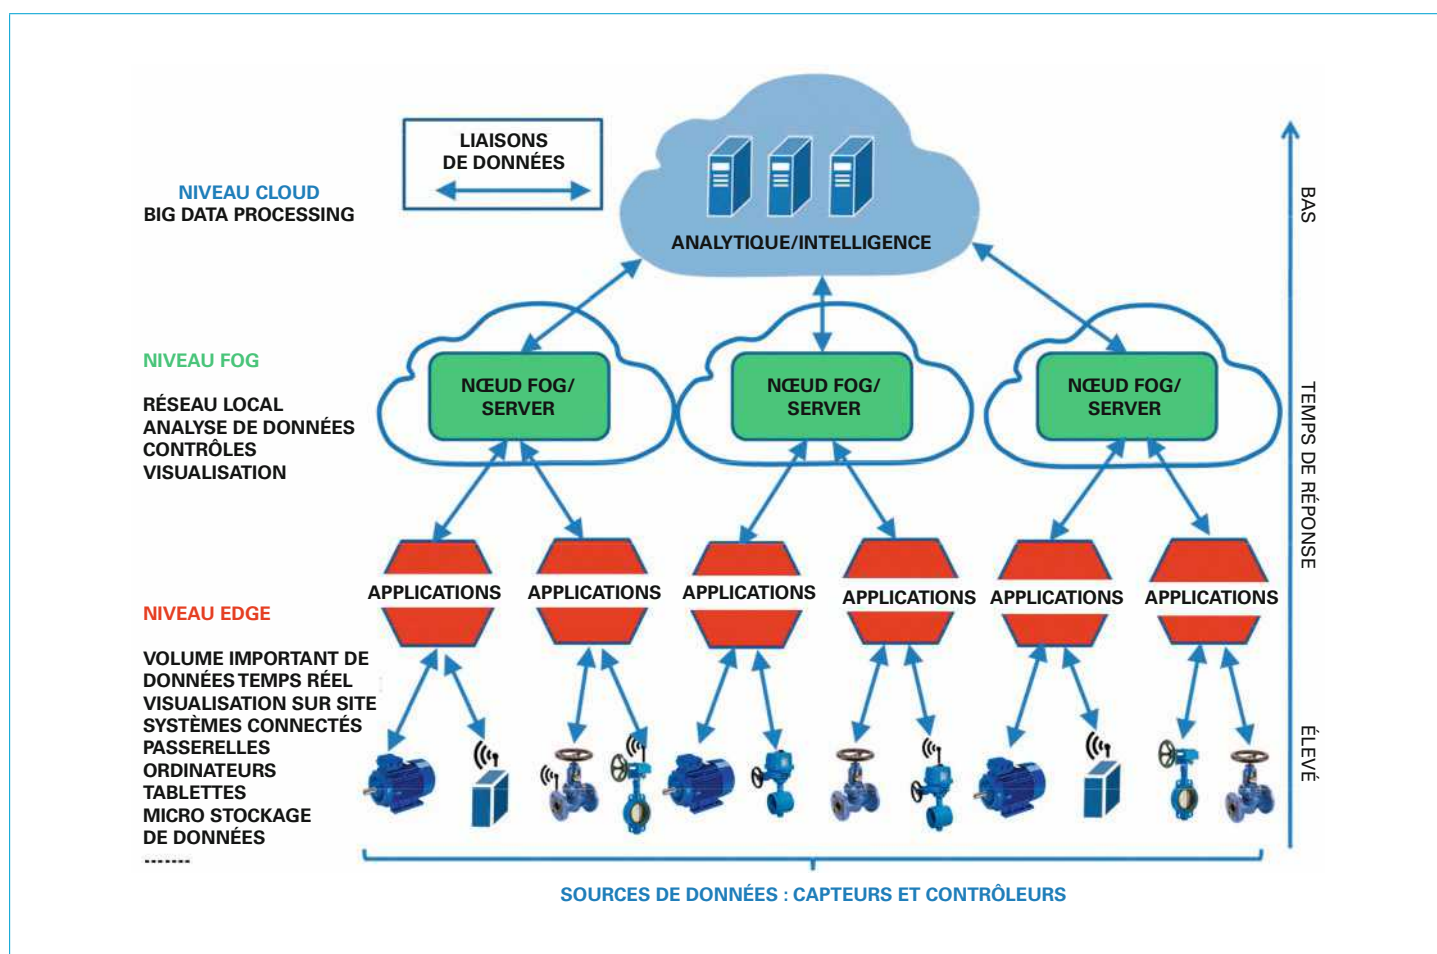 LIAISONS
DE DONNÉES
NIVEAU CLOUD
BIG DATA PROCESSING
ANALYTIQUE/INTELLIGENCE
BAS
NIVEAU FOG
RÉSEAU LOCAL
ANALYSE DE DONNÉES
CONTRÔLES
VISUALISATION
NŒUD FOG/
SERVER
NŒUD FOG/
SERVER
NŒUD FOG/
SERVER
TEMPS DE RÉPONSE
APPLICATIONS
APPLICATIONS
APPLICATIONS
APPLICATIONS
APPLICATIONS
APPLICATIONS
NIVEAU EDGE
VOLUME IMPORTANT DE
DONNÉES TEMPS RÉEL
VISUALISATION SUR SITE
SYSTÈMES CONNECTÉS
PASSERELLES
ORDINATEURS
TABLETTES
MICRO STOCKAGE
DE DONNÉES
-------
ÉLEVÉ
SOURCES DE DONNÉES : CAPTEURS ET CONTRÔLEURS